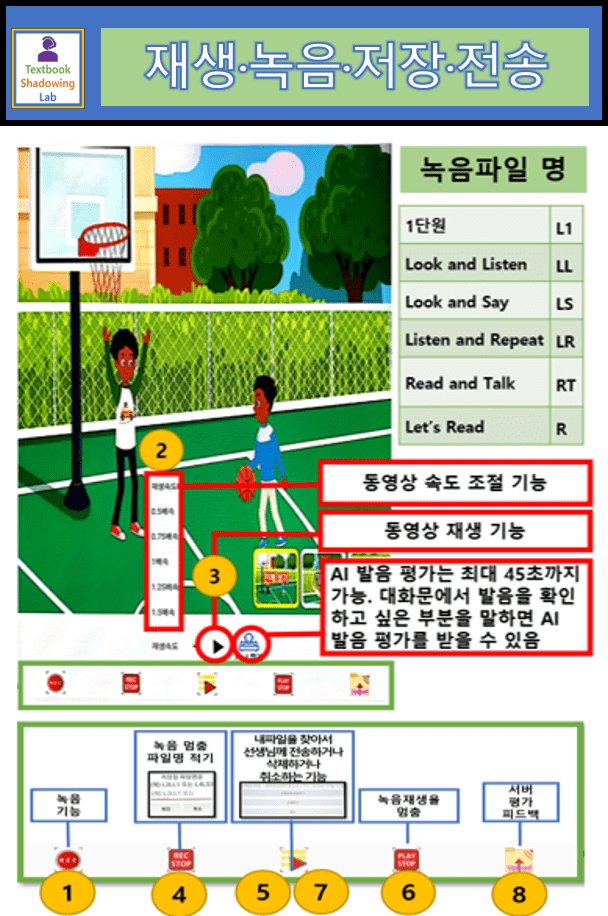 Textbook
Shadowing
Lab
재생·녹음·저장·전송
녹음파일 명
1단원 L1
Look and Listen LL
Look and Say LS
Listen and Repeat LR
Read and Talk RT
Let's Read R
2
재생속도
0.5배속
0.75배속
1배속
1.25배속
1.5배속
재생속도
3
동영상 속도 조절 기능
동영상 재생 기능
AI 발음 평가는 최대 45초까지
가능. 대화문에서 발음을 확인
하고 싶은 부분을 말하면 AI
발음 평가를 받을 수 있음
REC
REC
STOP
PLAY
STOP
녹음
기능
녹음 멈춤
파일명 적기
내파일을 찾아서
선생님께 전송하거나
삭제하거나
취소하는 기능
녹음재생을
멈춤
서버
평가
피드백
REC
REC
STOP
PLAY
STOP
1
4
5
7
6
8